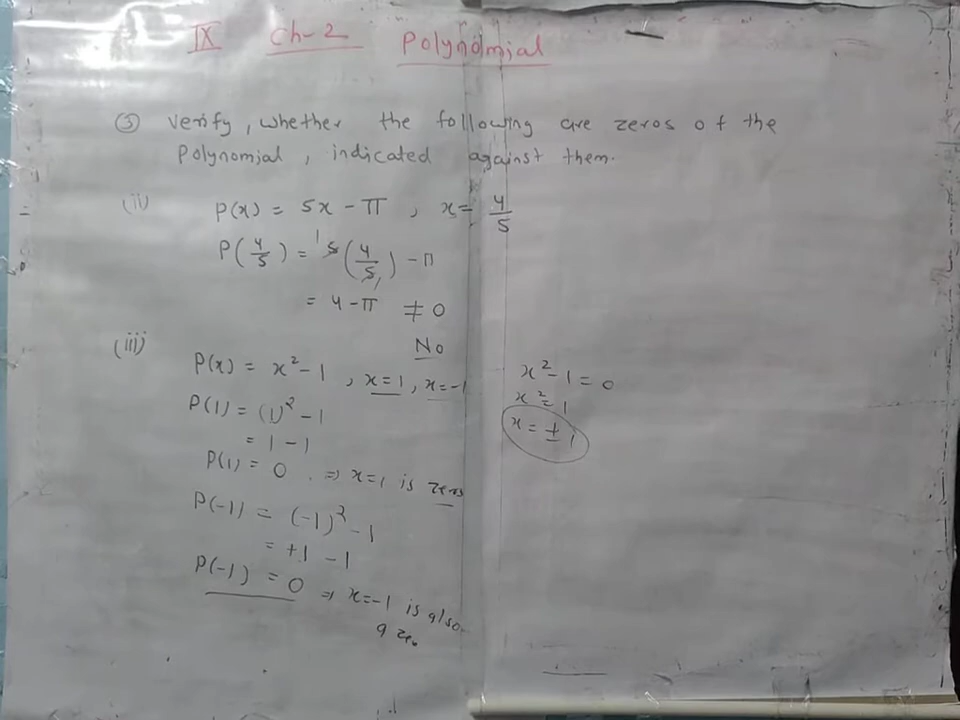 IX Ch-2 Polynomial
③ Verify, whether the following are zeros of the
Polynomial, indicated against them.
(ii) P(x) = 5x - π , x = 4/5
P(4/5) = 5(4/5) - π
= 4 - π ≠ 0
No
(iii) P(x) = x² - 1 , x=1, x=-1
P(1) = (1)² - 1
= 1 - 1
P(1) = 0 ⇒ x=1 is zero
P(-1) = (-1)² - 1
= +1 - 1
P(-1) = 0 ⇒ x=-1 is also
a zero
x² - 1 = 0
x² = 1
x = ±1